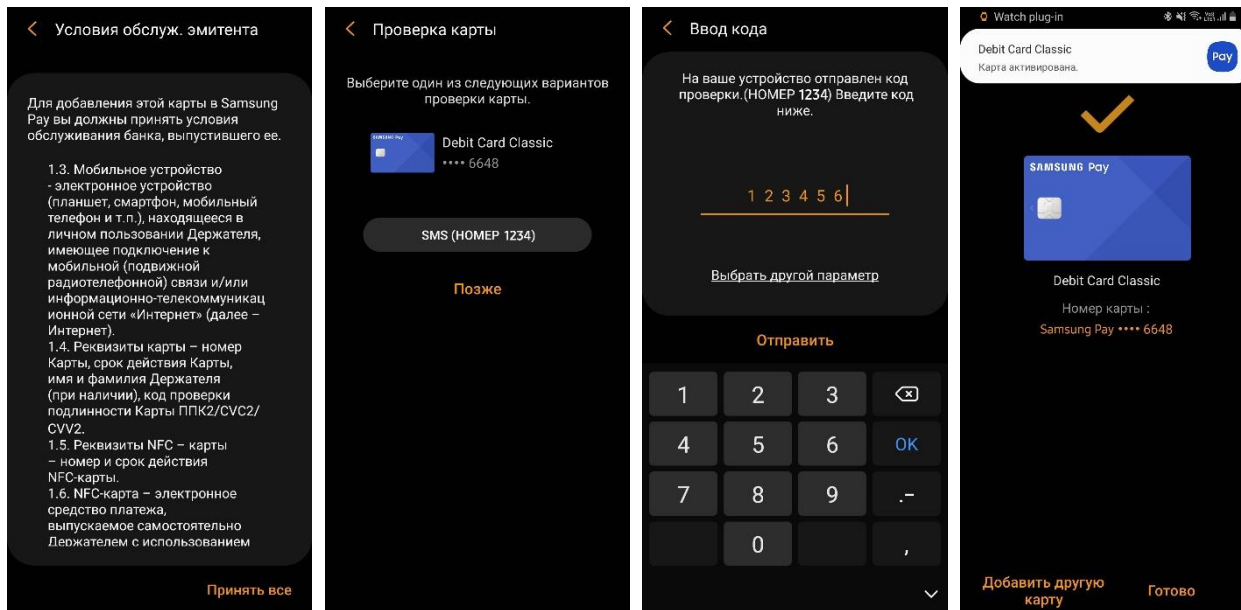 Условия обслуж. эмитента
Для добавления этой карты в Samsung
Pay вы должны принять условия
обслуживания банка, выпустившего ее.
1.3. Мобильное устройство
- электронное устройство
(планшет, смартфон, мобильный
телефон и т.п.), находящееся в
личном пользовании Держателя,
имеющее подключение к
мобильной (подвижной
радиотелефонной) связи и/или
информационно-телекоммуникац
ионной сети «Интернет» (далее –
Интернет).
1.4. Реквизиты карты – номер
Карты, срок действия Карты,
имя и фамилия Держателя
(при наличии), код проверки
подлинности Карты ППК2/CVC2/
CVV2.
1.5. Реквизиты NFC – карты
– номер и срок действия
NFC-карты.
1.6. NFC-карта – электронное
средство платежа,
выпускаемое самостоятельно
Держателем с использованием
Принять все
Проверка карты
Выберите один из следующих вариантов
проверки карты.
SAMSUNG Pay
Debit Card Classic
•••• 6648
SMS (НОМЕР 1234)
Позже
Ввод кода
На ваше устройство отправлен код
проверки.(НОМЕР 1234) Введите код
ниже.
1 2 3 4 5 6
Выбрать другой параметр
Отправить
1 2 3
4 5 6 OK
7 8 9 .-
0 ,
Watch plug-in
Debit Card Classic
Карта активирована.
Pay
SAMSUNG Pay
Debit Card Classic
Номер карты :
Samsung Pay •••• 6648
Добавить другую
карту
Готово